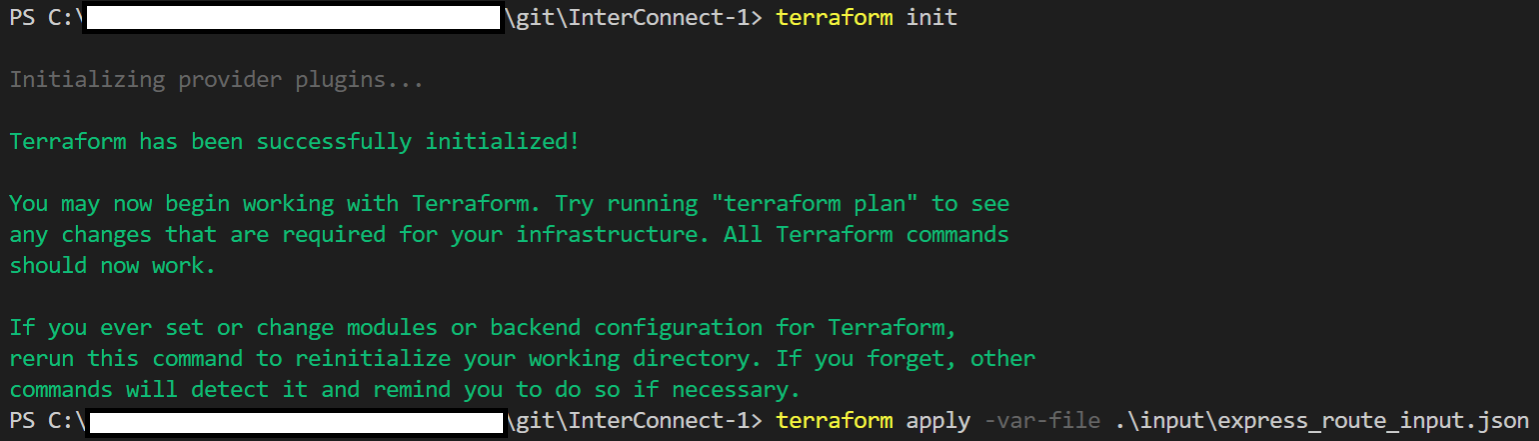 PS C:\ \git\InterConnect-1> terraform init
Initializing provider plugins...
Terraform has been successfully initialized!
You may now begin working with Terraform. Try running "terraform plan" to see
any changes that are required for your infrastructure. All Terraform commands
should now work.
If you ever set or change modules or backend configuration for Terraform,
rerun this command to reinitialize your working directory. If you forget, other
commands will detect it and remind you to do so if necessary.
PS C:\ \git\InterConnect-1> terraform apply -var-file .\input\express_route_input.json